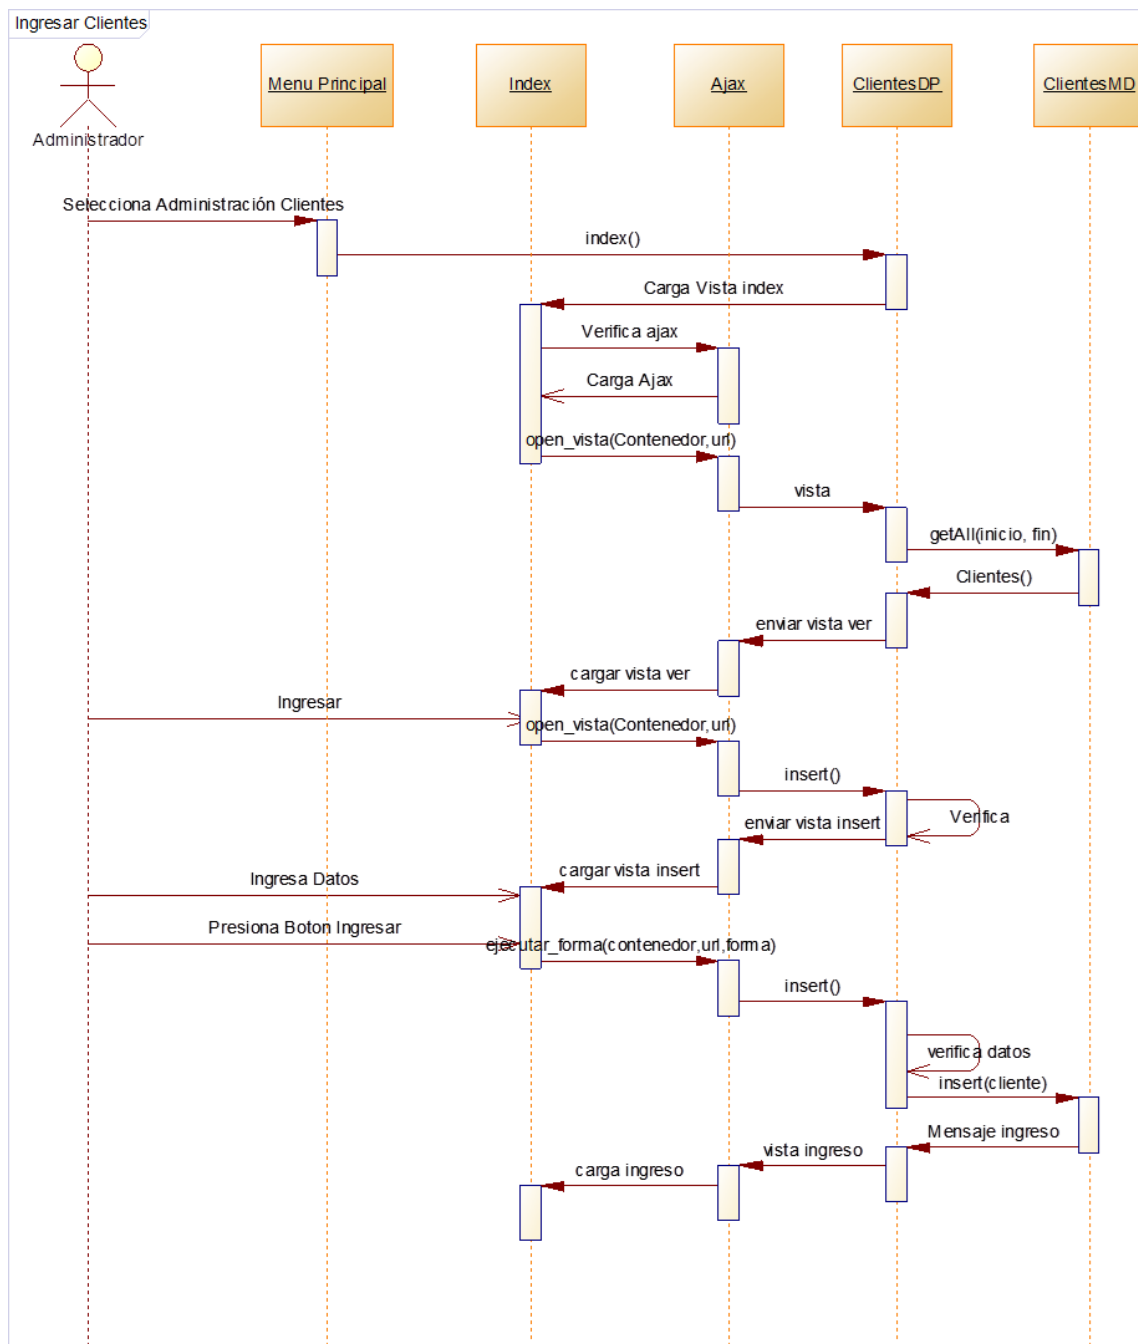 Ingresar Clientes
Administrador
Menu Principal
Index
Ajax
ClientesDP
ClientesMD
Selecciona Administración Clientes
index()
Carga Vista index
Verifica ajax
Carga Ajax
open_vista(Contenedor,url)
vista
getAll(inicio, fin)
Clientes()
enviar vista ver
cargar vista ver
Ingresar
open_vista(Contenedor,url)
insert()
Verifica
enviar vista insert
cargar vista insert
Ingresa Datos
Presiona Boton Ingresar
ejecutar_forma(contenedor,url,forma)
insert()
verifica datos
insert(cliente)
Mensaje ingreso
vista ingreso
carga ingreso